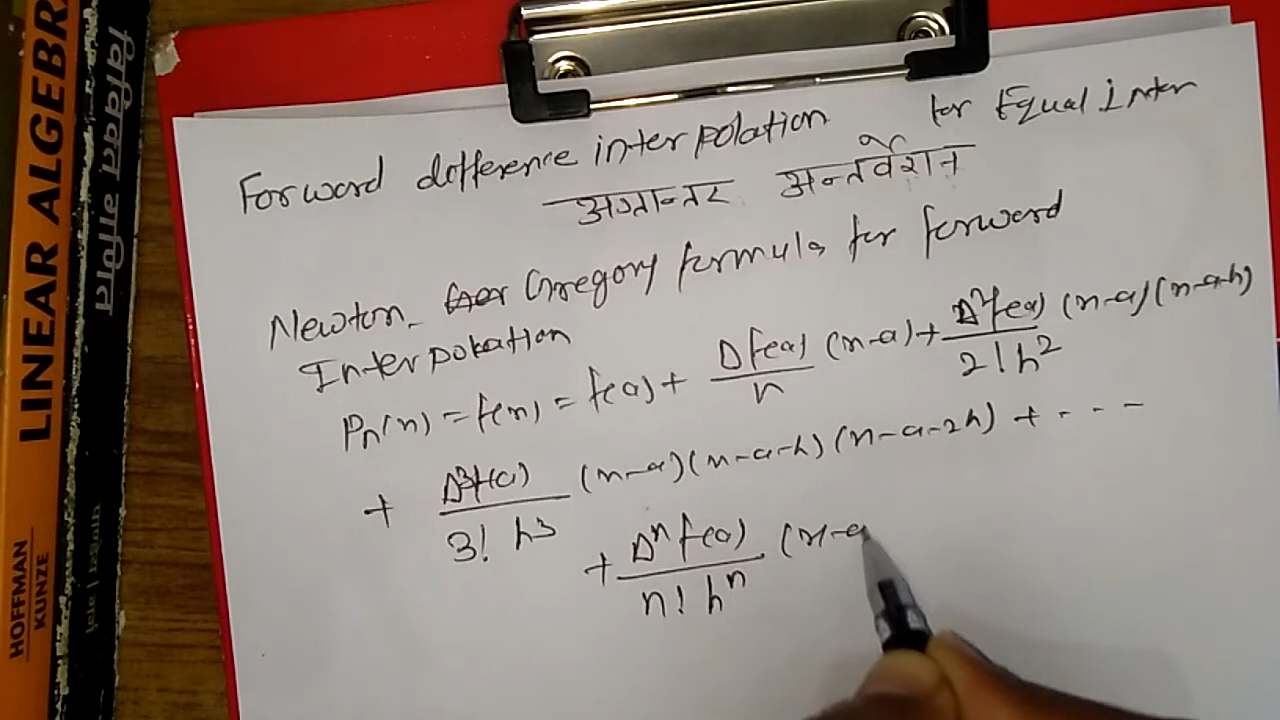 LINEAR ALGEBRA
HOFFMAN
KUNZE
विविक्त गणित
Forward difference interpolation for Equal Inter
अग्रान्तर अन्तर्वेशन
Newton- Gregory formula for forward
Interpolation
Pn(x) = f(x) = f(a) + Δf(a)/h (x-a) + Δ²f(a)/2!h² (x-a)(x-a-h)
+ Δ³f(a)/3! h³ (x-a)(x-a-h)(x-a-2h) + - - -
+ Δⁿf(a)/n! hⁿ (x-a